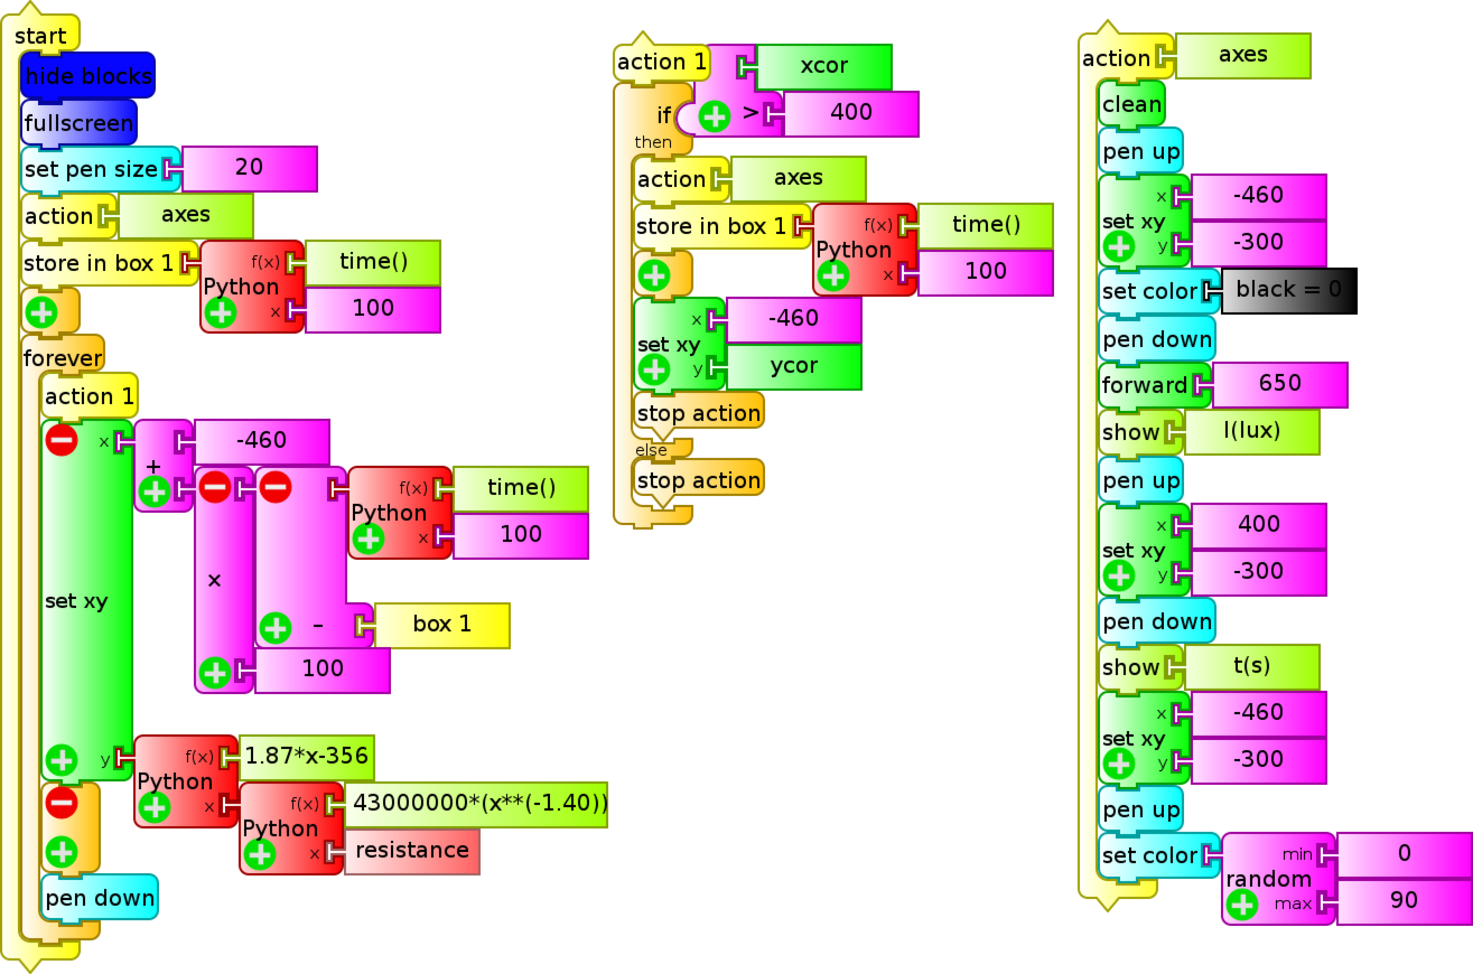 start
hide blocks
fullscreen
set pen size 20
action axes
store in box 1
f(x) time()
Python
x 100
forever
action 1
x -460
+
f(x) time()
Python
x 100
×
set xy
- box 1
100
y
f(x) 1.87*x-356
Python
x
f(x) 43000000*(x**(-1.40))
Python
x resistance
pen down
action 1
xcor
if > 400
then
action axes
store in box 1
f(x) time()
Python
x 100
x -460
set xy
y ycor
stop action
else
stop action
action axes
clean
pen up
x -460
set xy
y -300
set color black = 0
pen down
forward 650
show l(lux)
pen up
x 400
set xy
y -300
pen down
show t(s)
x -460
set xy
y -300
pen up
set color
min 0
random
max 90